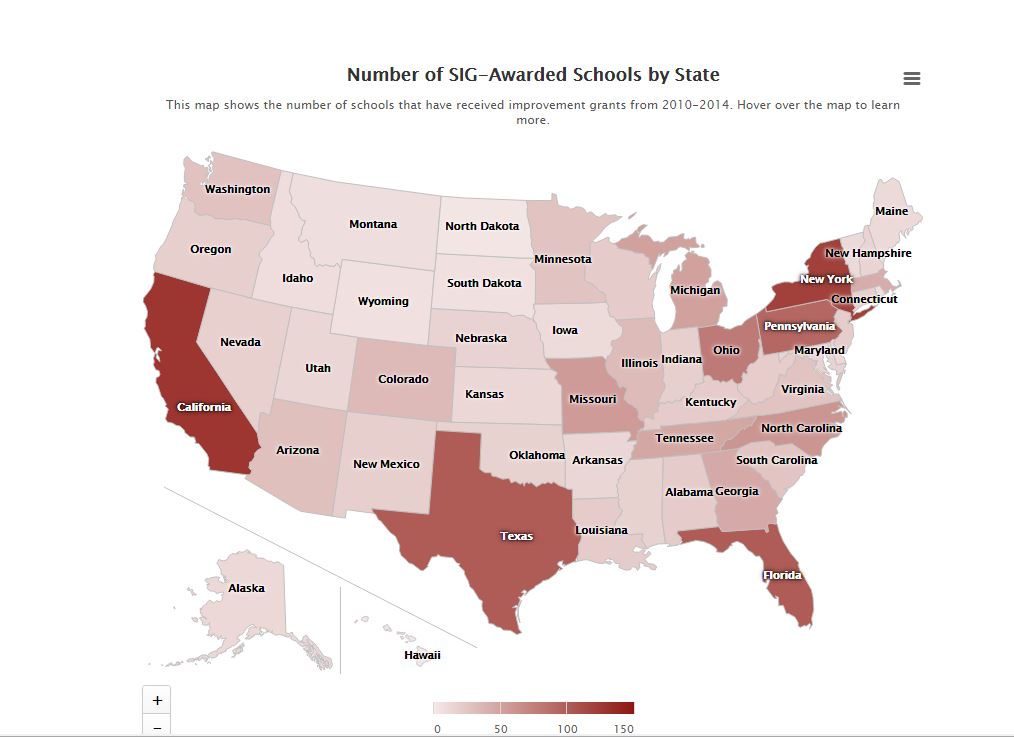 Number of SIG-Awarded Schools by State
This map shows the number of schools that have received improvement grants from 2010-2014. Hover over the map to learn
more.
Washington
Maine
Montana
North Dakota
Oregon
New Hampshire
Minnesota
Idaho
South Dakota
New York
Michigan
Wyoming
Connecticut
Iowa
Pennsylvania
Nebraska
Nevada
Ohio
Maryland
Illinois
Indiana
Utah
Colorado
Virginia
Kansas
Missouri
Kentucky
California
North Carolina
Tennessee
Arizona
Oklahoma
Arkansas
South Carolina
New Mexico
Alabama
Georgia
Louisiana
Texas
Florida
Alaska
Hawaii
+
−
0 50 100 150